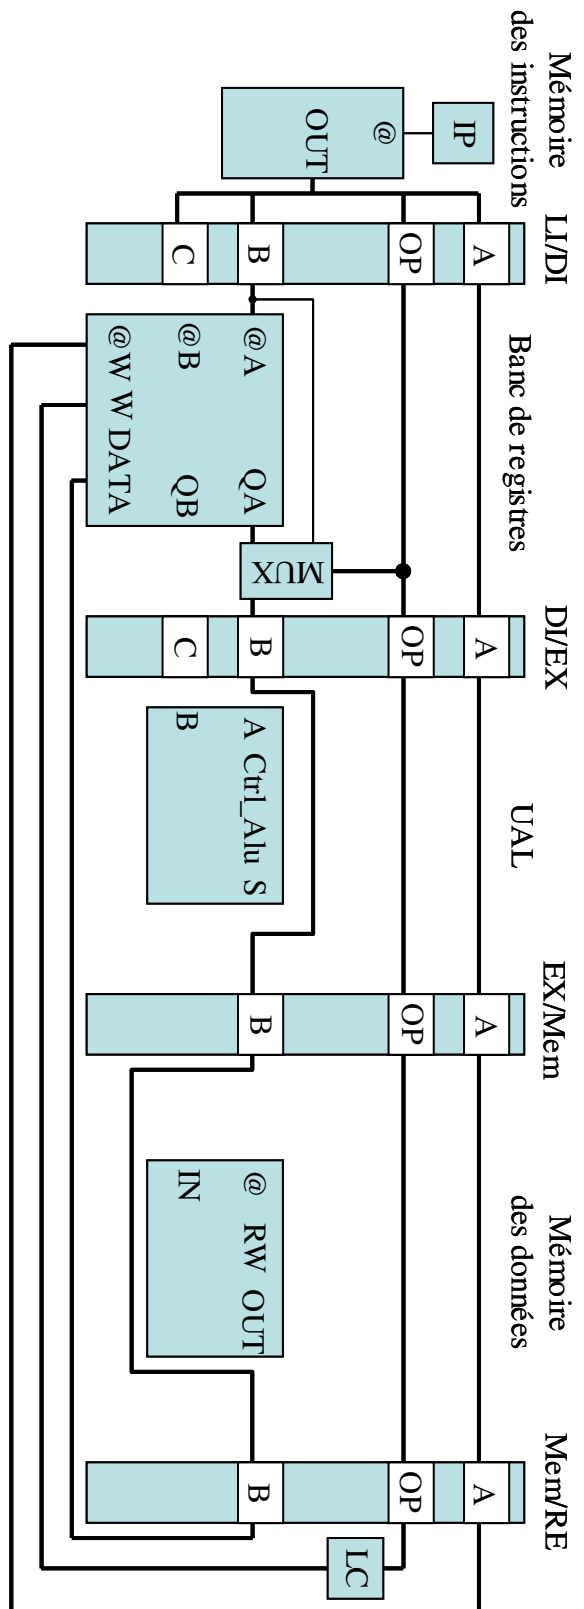 Mémoire
des instructions
IP
@
OUT
LI/DI
A
OP
B
C
Banc de registres
@A QA
@B QB
@W W DATA
MUX
DI/EX
A
OP
B
C
UAL
A Ctrl_Alu S
B
EX/Mem
A
OP
B
Mémoire
des données
@ RW OUT
IN
Mem/RE
A
OP
B
LC